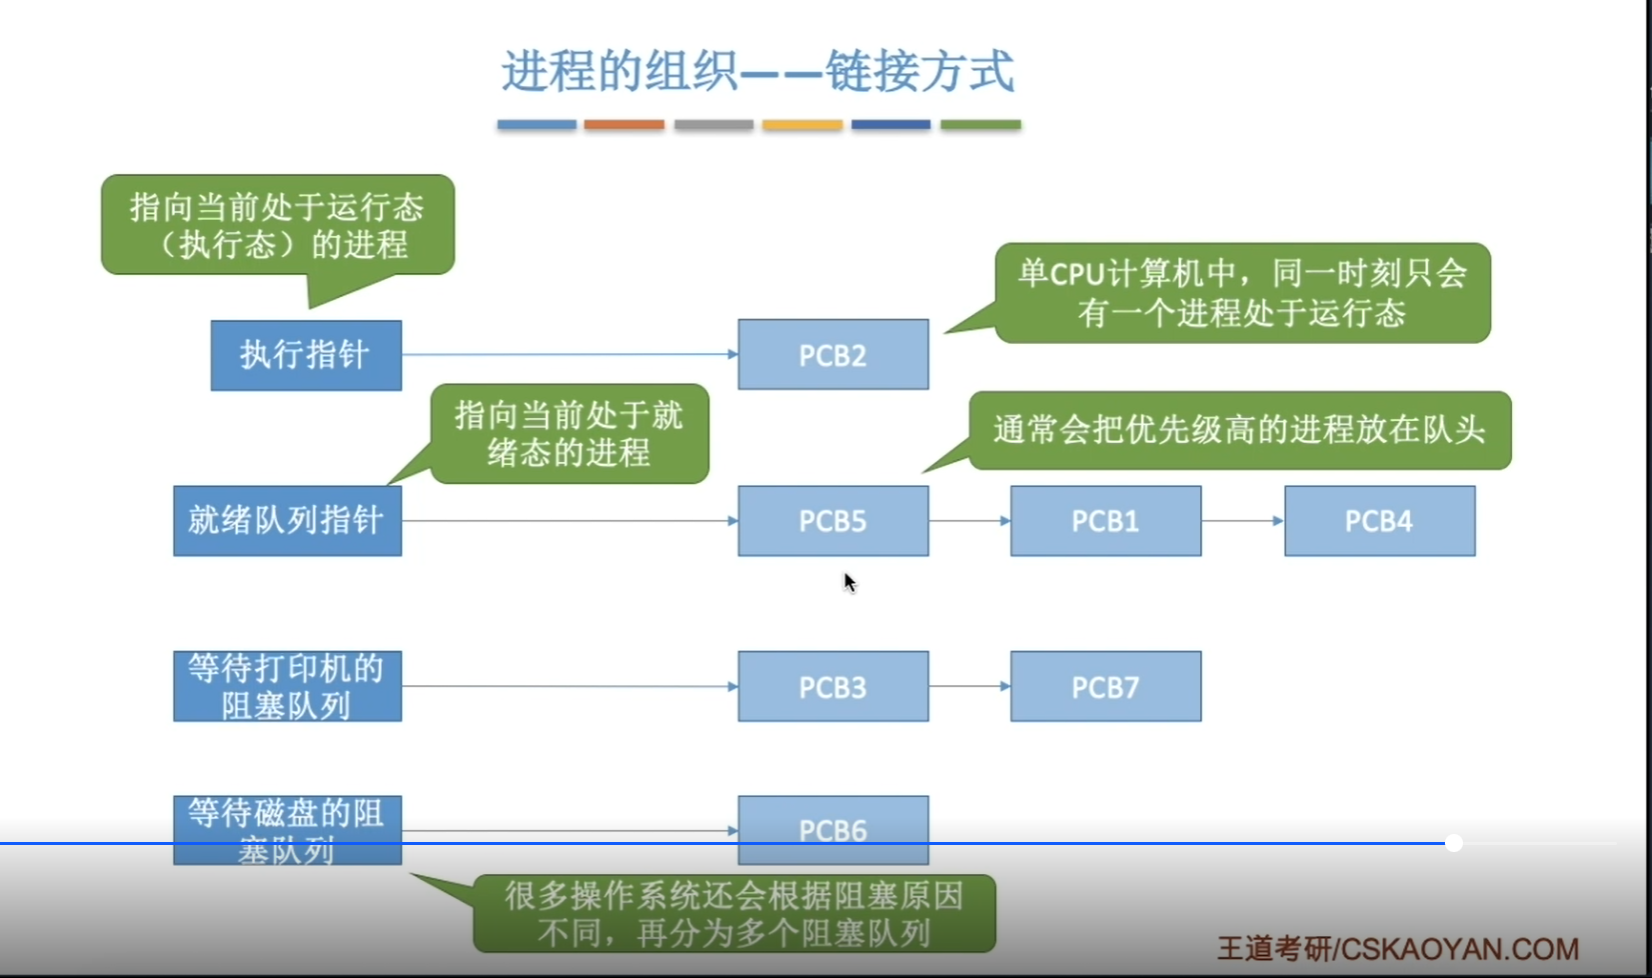 进程的组织——链接方式
指向当前处于运行态
（执行态）的进程
单CPU计算机中，同一时刻只会
有一个进程处于运行态
执行指针
PCB2
指向当前处于就
绪态的进程
通常会把优先级高的进程放在队头
就绪队列指针
PCB5
PCB1
PCB4
等待打印机的
阻塞队列
PCB3
PCB7
等待磁盘的阻
塞队列
PCB6
很多操作系统还会根据阻塞原因
不同，再分为多个阻塞队列
王道考研/CSKAOYAN.COM